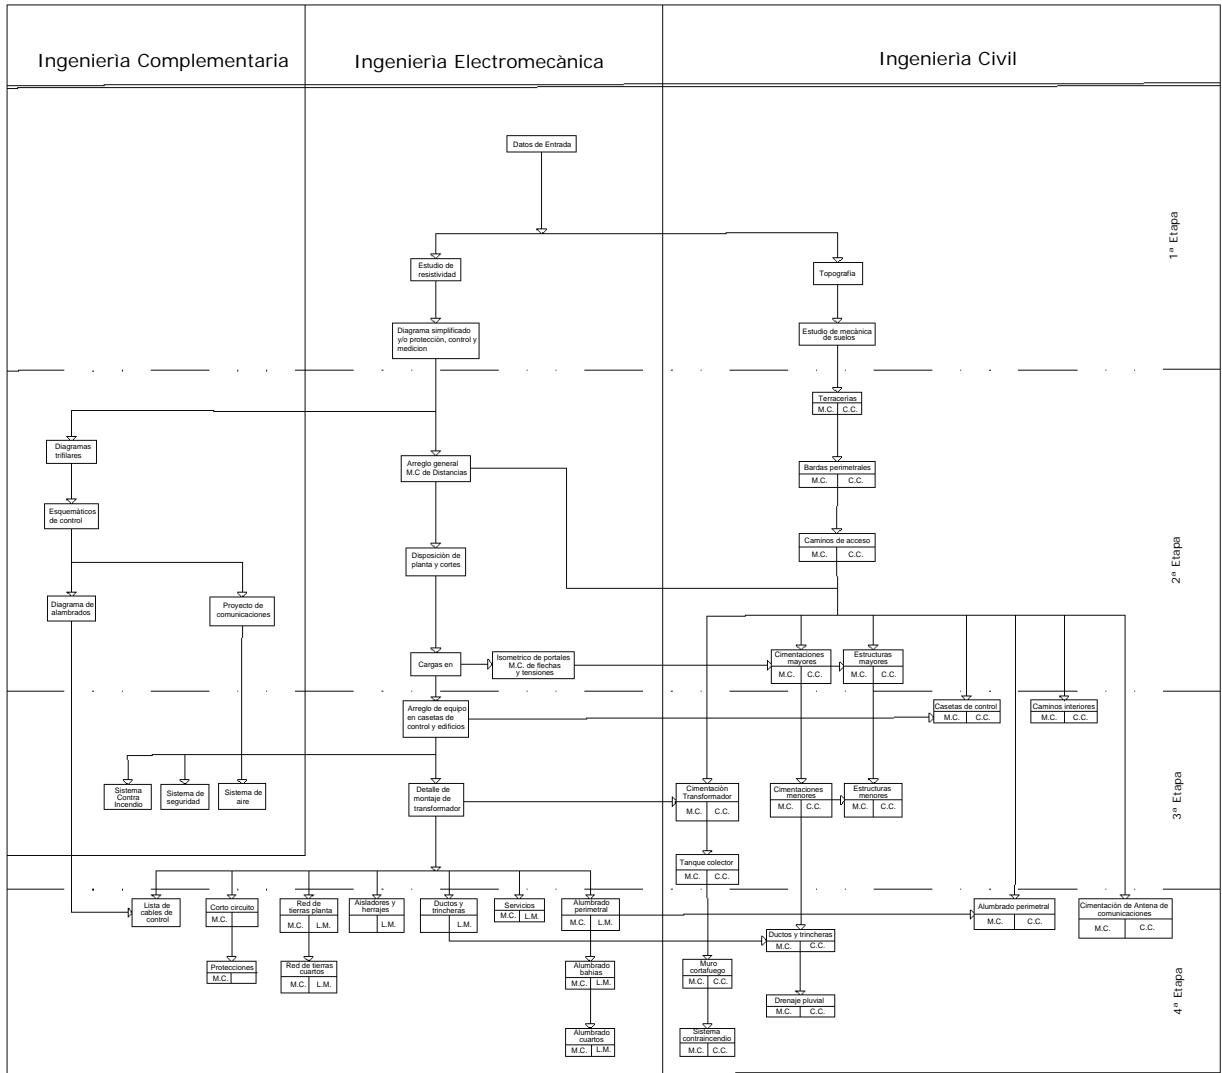 Ingenierìa Complementaria
Ingenierìa Electromecànica
Ingenierìa Civil
Datos de Entrada
1ª Etapa
Estudio de
resistividad
Topografia
Diagrama simplificado
y/o protección, control y
medicion
Estudio de mecànica
de suelos
Terracerìas
M.C. C.C.
Diagramas
trifilares
Arreglo general
M.C de Distancias
Bardas perimetrales
M.C. C.C.
Esquemàticos
de control
Caminos de acceso
M.C. C.C.
Disposición de
planta y cortes
2ª Etapa
Diagrama de
alambrados
Proyecto de
comunicaciones
Cargas en
Isometrico de portales
M.C. de flechas
y tensiones
Cimentaciones
mayores
M.C. C.C.
Estructuras
mayores
M.C. C.C.
Arreglo de equipo
en casetas de
control y edificios
Casetas de control
M.C. C.C.
Caminos interiores
M.C. C.C.
Sistema
Contra
Incendio
Sistema de
seguridad
Sistema de
aire
Detalle de
montaje de
transformador
Cimentación
Transformador
M.C. C.C.
Cimentaciones
menores
M.C. C.C.
Estructuras
menores
M.C. C.C.
3ª Etapa
Tanque colector
M.C. C.C.
Lista de
cables de
control
Corto circuito
M.C.
Red de
tierras planta
M.C. L.M.
Aisladores y
herrajes
L.M.
Ductos y
trincheras
L.M.
Servicios
M.C. L.M.
Alumbrado
perimetral
M.C. L.M.
Alumbrado perimetral
M.C. C.C.
Cimentación de Antena de
comunicaciones
M.C. C.C.
Ductos y trincheras
M.C. C.C.
Protecciones
M.C.
Red de tierras
cuartos
M.C. L.M.
Alumbrado
bahias
M.C. L.M.
Muro
cortafuego
M.C. C.C.
Drenaje pluvial
M.C. C.C.
4ª Etapa
Alumbrado
cuartos
M.C. L.M.
Sistema
contraincendio
M.C. C.C.